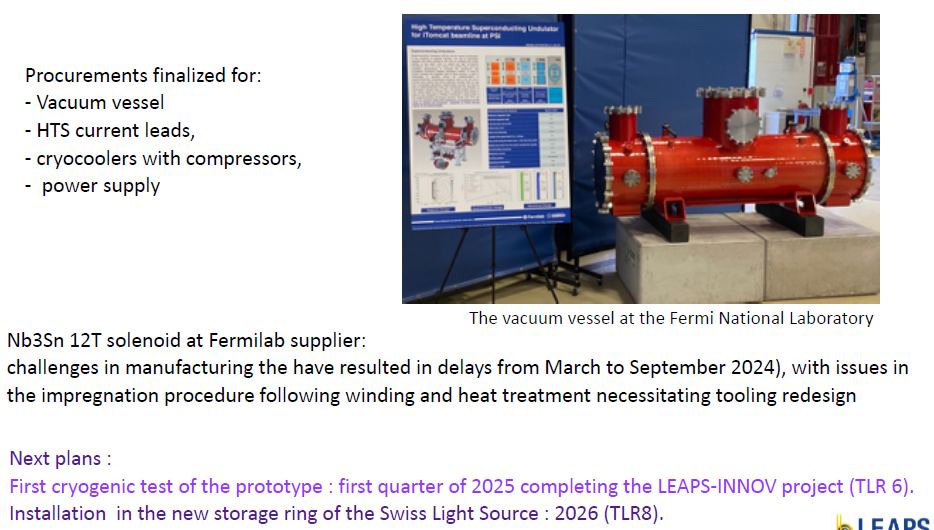 Procurements finalized for:
- Vacuum vessel
- HTS current leads,
- cryocoolers with compressors,
- power supply
High Temperature Superconducting Undulator
for ITomcat beamline at PSI
Fermilab
The vacuum vessel at the Fermi National Laboratory
Nb3Sn 12T solenoid at Fermilab supplier:
challenges in manufacturing the have resulted in delays from March to September 2024), with issues in
the impregnation procedure following winding and heat treatment necessitating tooling redesign
Next plans :
First cryogenic test of the prototype : first quarter of 2025 completing the LEAPS-INNOV project (TLR 6).
Installation in the new storage ring of the Swiss Light Source : 2026 (TLR8).
LEAPS